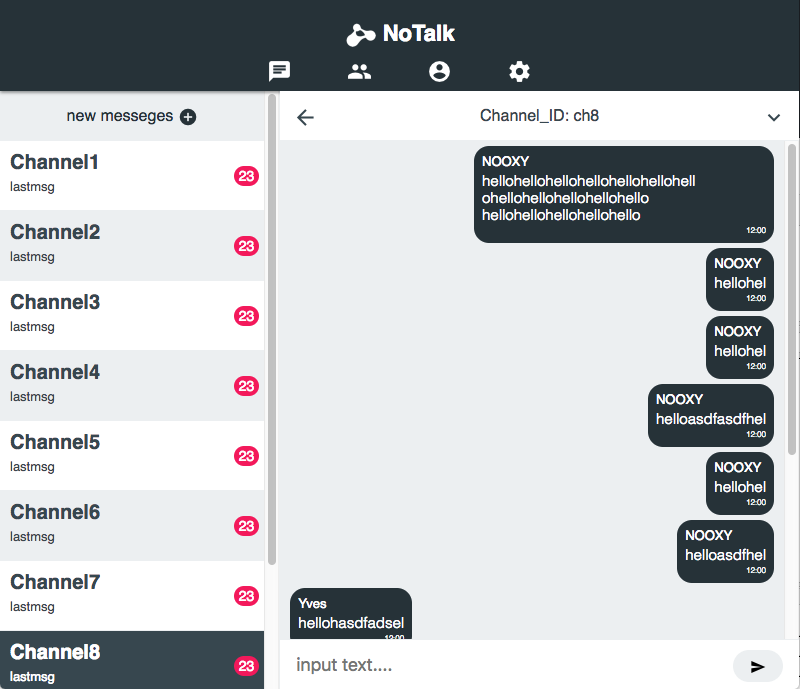 NoTalk
new messeges
Channel1
lastmsg
23
Channel2
lastmsg
23
Channel3
lastmsg
23
Channel4
lastmsg
23
Channel5
lastmsg
23
Channel6
lastmsg
23
Channel7
lastmsg
23
Channel8
lastmsg
23
Channel_ID: ch8
NOOXY
hellohellohellohellohellohellohell
ohellohellohellohellohello
hellohellohellohellohello
12:00
NOOXY
hellohel
12:00
NOOXY
hellohel
12:00
NOOXY
helloasdfasdfhel
12:00
NOOXY
hellohel
12:00
NOOXY
helloasdfhel
12:00
Yves
hellohasdfadsel
12:00
input text....